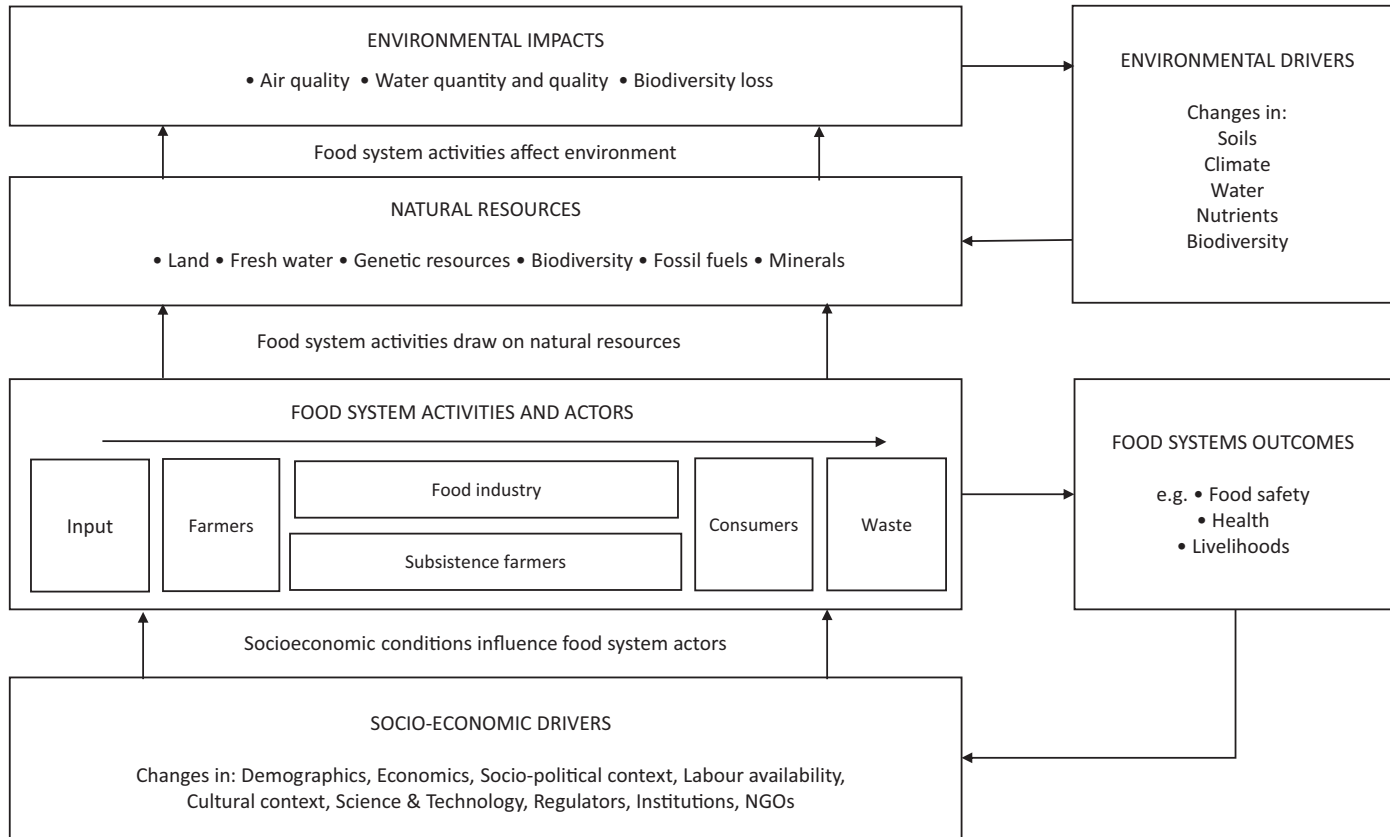 ENVIRONMENTAL IMPACTS
• Air quality • Water quantity and quality • Biodiversity loss
Food system activities affect environment
NATURAL RESOURCES
• Land • Fresh water • Genetic resources • Biodiversity • Fossil fuels • Minerals
Food system activities draw on natural resources
FOOD SYSTEM ACTIVITIES AND ACTORS
Input
Farmers
Food industry
Subsistence farmers
Consumers
Waste
Socioeconomic conditions influence food system actors
SOCIO-ECONOMIC DRIVERS
Changes in: Demographics, Economics, Socio-political context, Labour availability,
Cultural context, Science & Technology, Regulators, Institutions, NGOs
ENVIRONMENTAL DRIVERS
Changes in:
Soils
Climate
Water
Nutrients
Biodiversity
FOOD SYSTEMS OUTCOMES
e.g. • Food safety
• Health
• Livelihoods